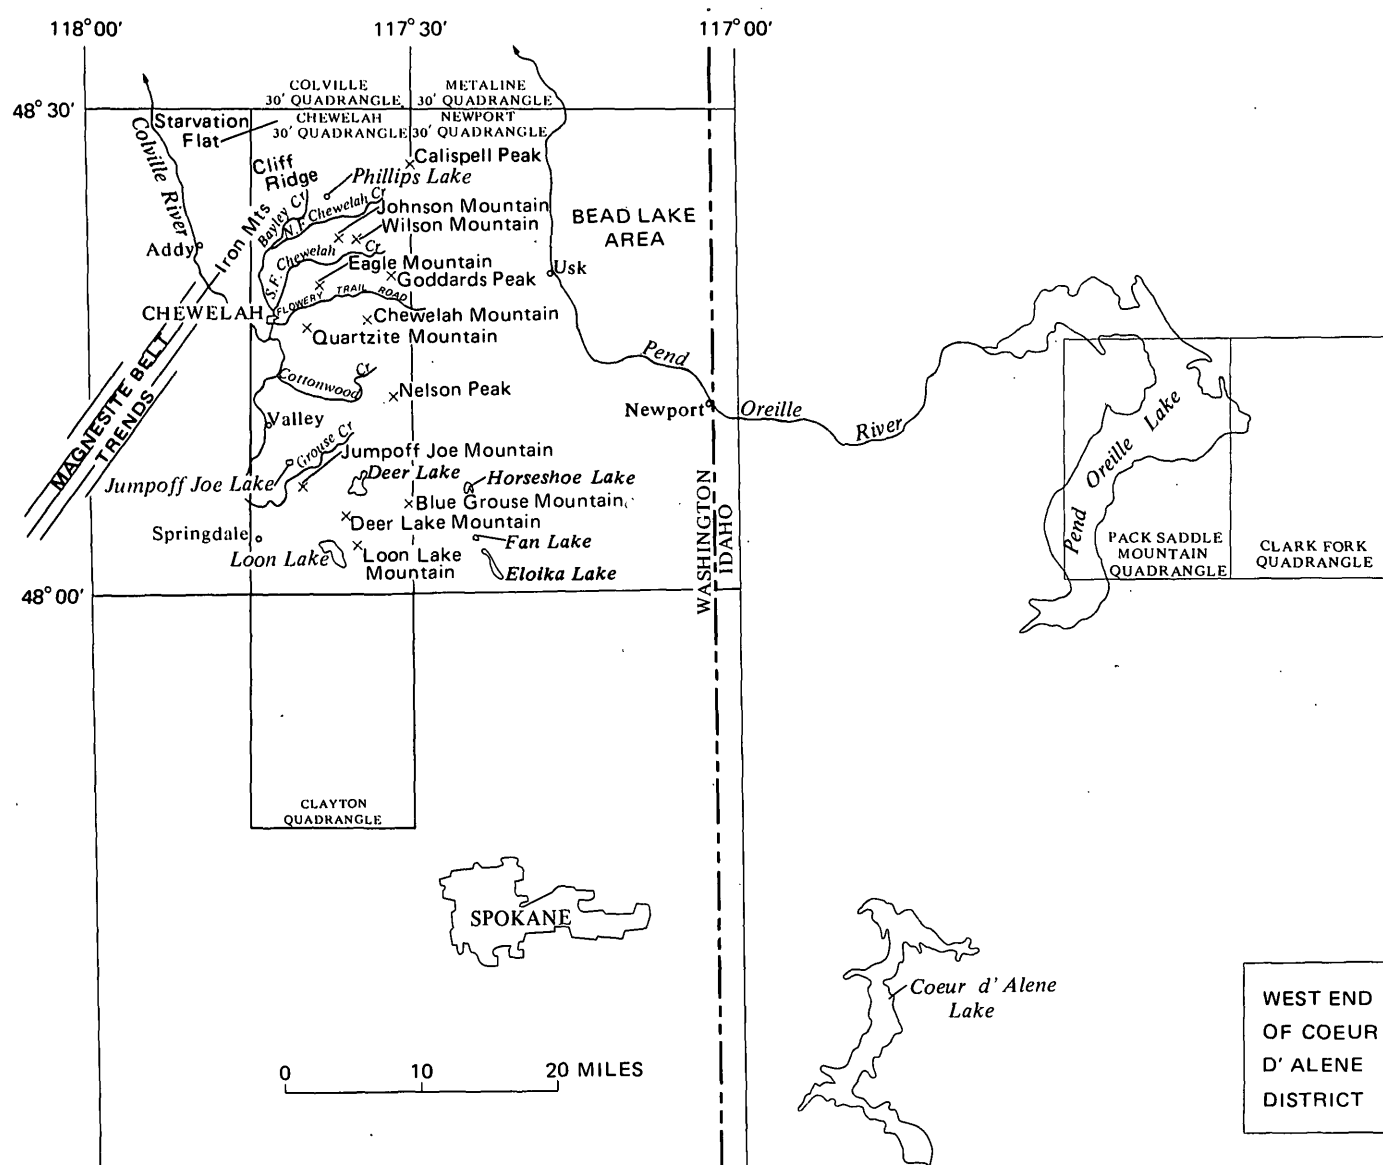 118° 00′
117° 30′
117° 00′
48° 30′
COLVILLE
30′ QUADRANGLE
METALINE
30′ QUADRANGLE
CHEWELAH
30′ QUADRANGLE
NEWPORT
30′ QUADRANGLE
Starvation
Flat
Colville River
Cliff
Ridge
Calispell Peak
Phillips Lake
Bayley Cr
N.F. Chewelah Cr
Johnson Mountain
Wilson Mountain
BEAD LAKE
AREA
Addy
Iron Mts
S.F. Chewelah Cr
Eagle Mountain
Goddards Peak
Usk
FLOWERY TRAIL ROAD
CHEWELAH
Chewelah Mountain
Quartzite Mountain
MAGNESITE BELT
TRENDS
Cottonwood Cr
Nelson Peak
Pend Oreille River
Newport
Valley
Grouse Cr
Jumpoff Joe Mountain
Jumpoff Joe Lake
Deer Lake
Horseshoe Lake
Blue Grouse Mountain
Deer Lake Mountain
Springdale
Fan Lake
Loon Lake
Loon Lake
Mountain
Eloika Lake
WASHINGTON
IDAHO
Pend Oreille Lake
PACK SADDLE
MOUNTAIN
QUADRANGLE
CLARK FORK
QUADRANGLE
48° 00′
CLAYTON
QUADRANGLE
SPOKANE
Coeur d' Alene
Lake
WEST END
OF COEUR
D' ALENE
DISTRICT
0 10 20 MILES